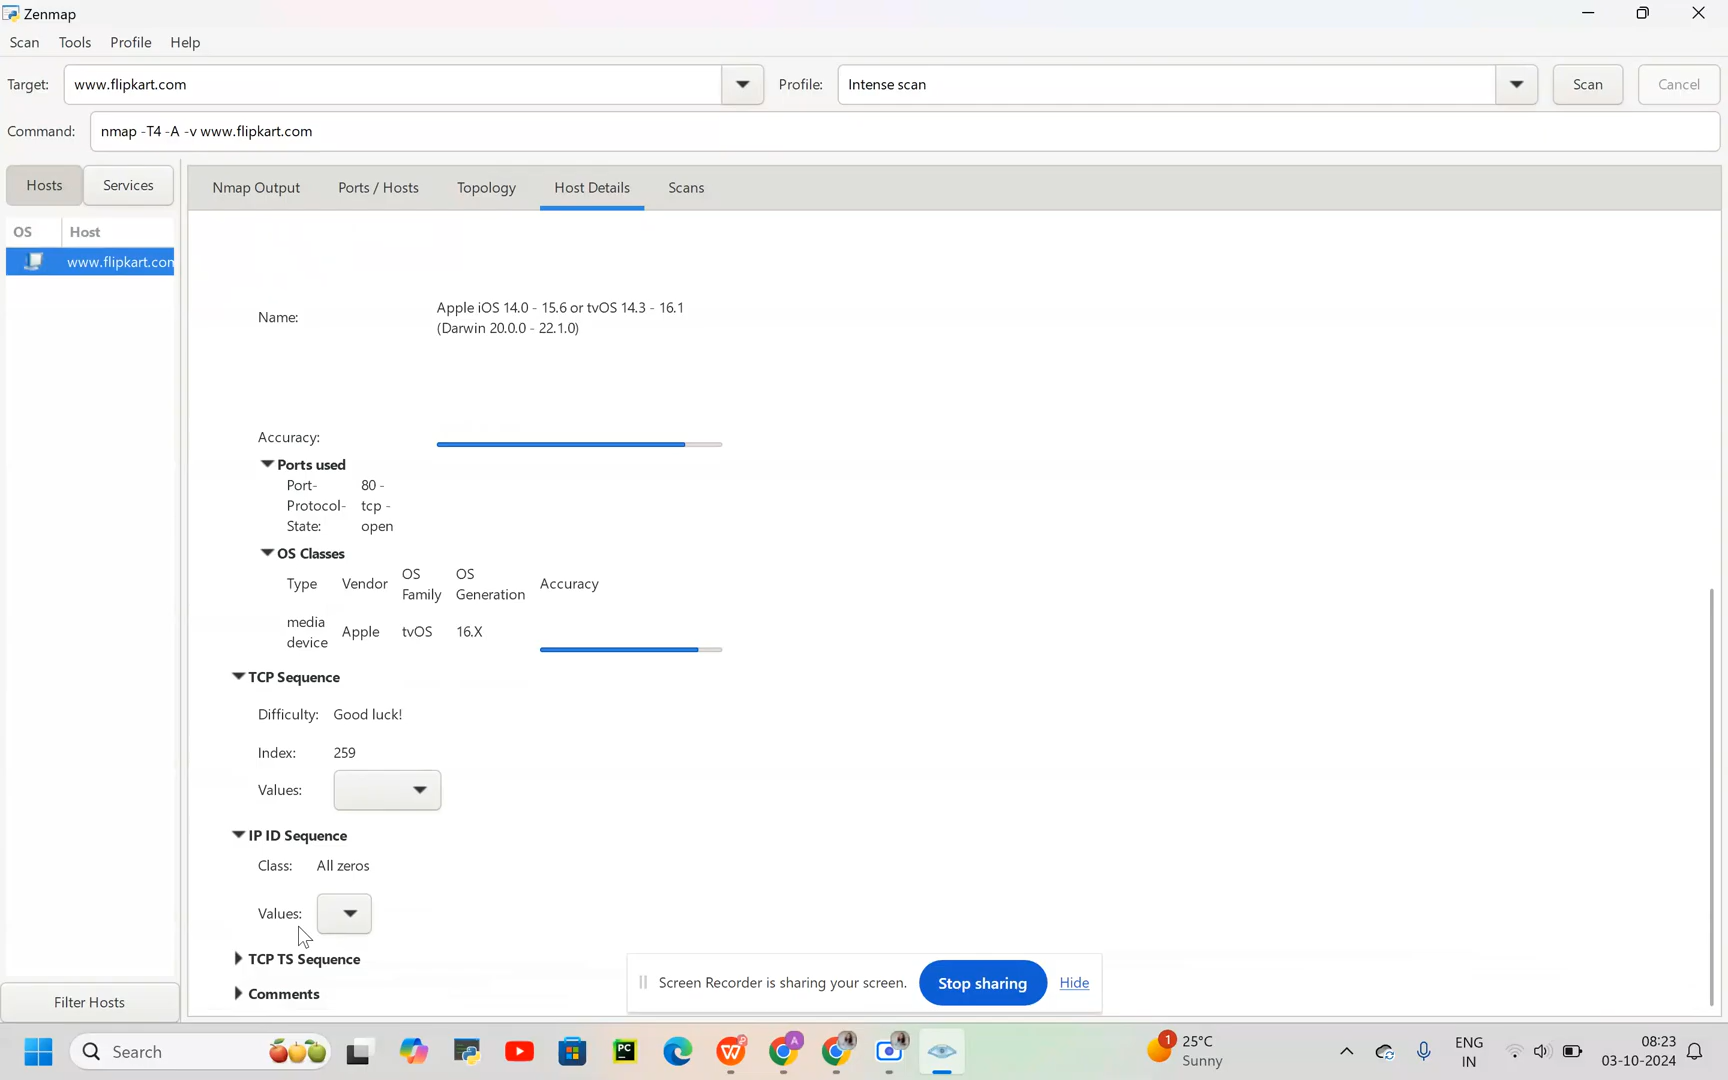 Zenmap
Scan Tools Profile Help
Target: www.flipkart.com Profile: Intense scan Scan Cancel
Command: nmap -T4 -A -v www.flipkart.com
Hosts Services
Nmap Output Ports / Hosts Topology Host Details Scans
OS Host
www.flipkart.com
Name: Apple iOS 14.0 - 15.6 or tvOS 14.3 - 16.1
(Darwin 20.0.0 - 22.1.0)
Accuracy:
Ports used
Port- 80 -
Protocol- tcp -
State: open
OS Classes
Type Vendor OS Family OS Generation Accuracy
media device Apple tvOS 16.X
TCP Sequence
Difficulty: Good luck!
Index: 259
Values:
IP ID Sequence
Class: All zeros
Values:
TCP TS Sequence
Comments
Filter Hosts
Screen Recorder is sharing your screen. Stop sharing Hide
Search
PC
W
P
A
1
25°C
Sunny
ENG
IN
08:23
03-10-2024